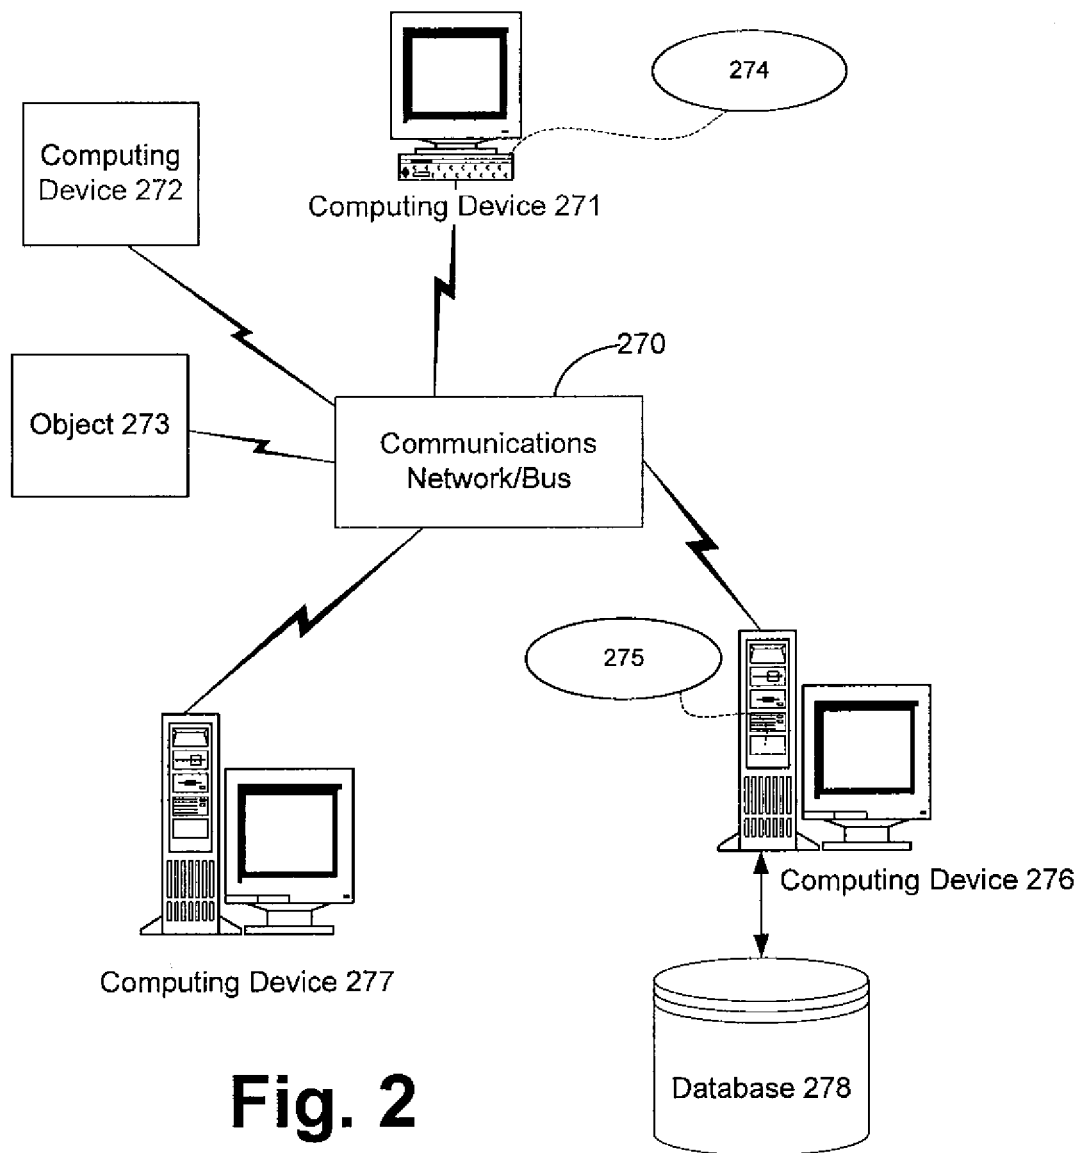 274
Computing
Device 272
Computing Device 271
270
Object 273
Communications
Network/Bus
275
Computing Device 276
Computing Device 277
Database 278
Fig. 2